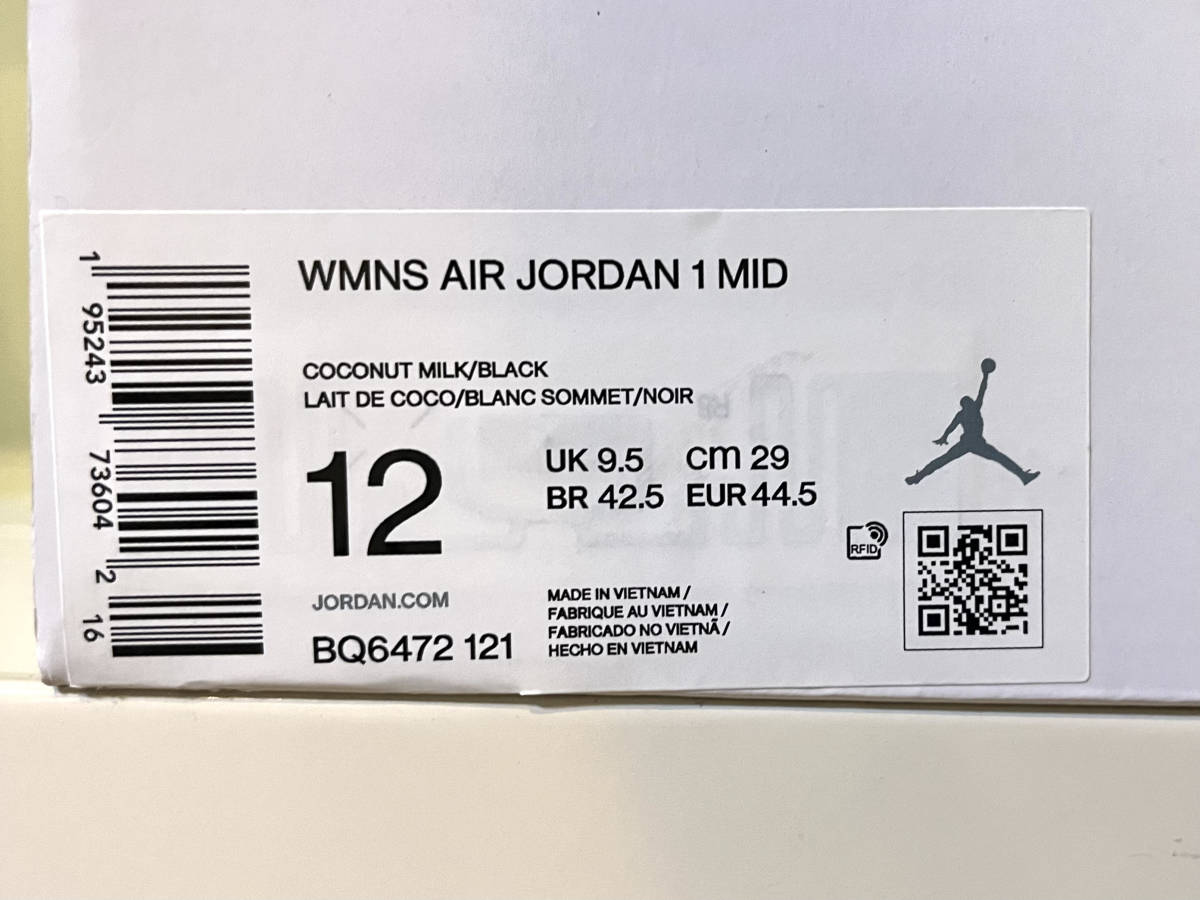 WMNS AIR JORDAN 1 MID
COCONUT MILK/BLACK
LAIT DE COCO/BLANC SOMMET/NOIR
12
UK 9.5 cm 29
BR 42.5 EUR 44.5
JORDAN.COM
BQ6472 121
MADE IN VIETNAM /
FABRIQUE AU VIETNAM /
FABRICADO NO VIETNÃ /
HECHO EN VIETNAM
RFID
1 95243 73604 2 16